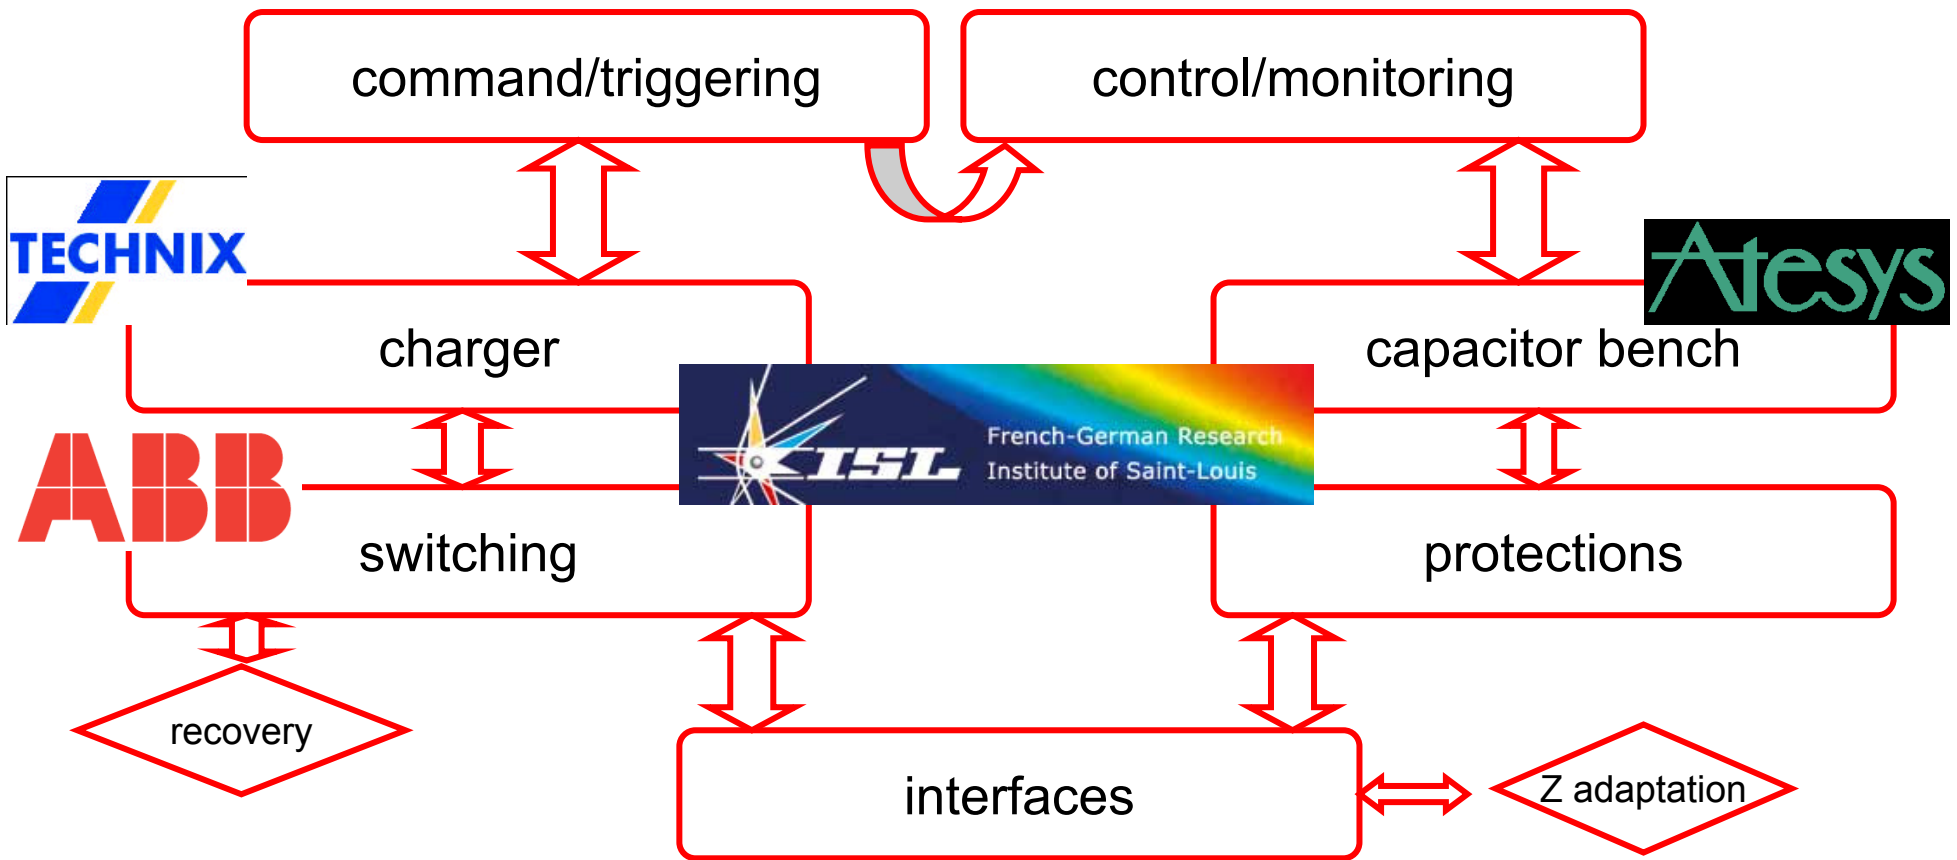 command/triggering
control/monitoring
TECHNIX
Atesys
charger
capacitor bench
ISL
French-German Research
Institute of Saint-Louis
ABB
switching
protections
recovery
interfaces
Z adaptation